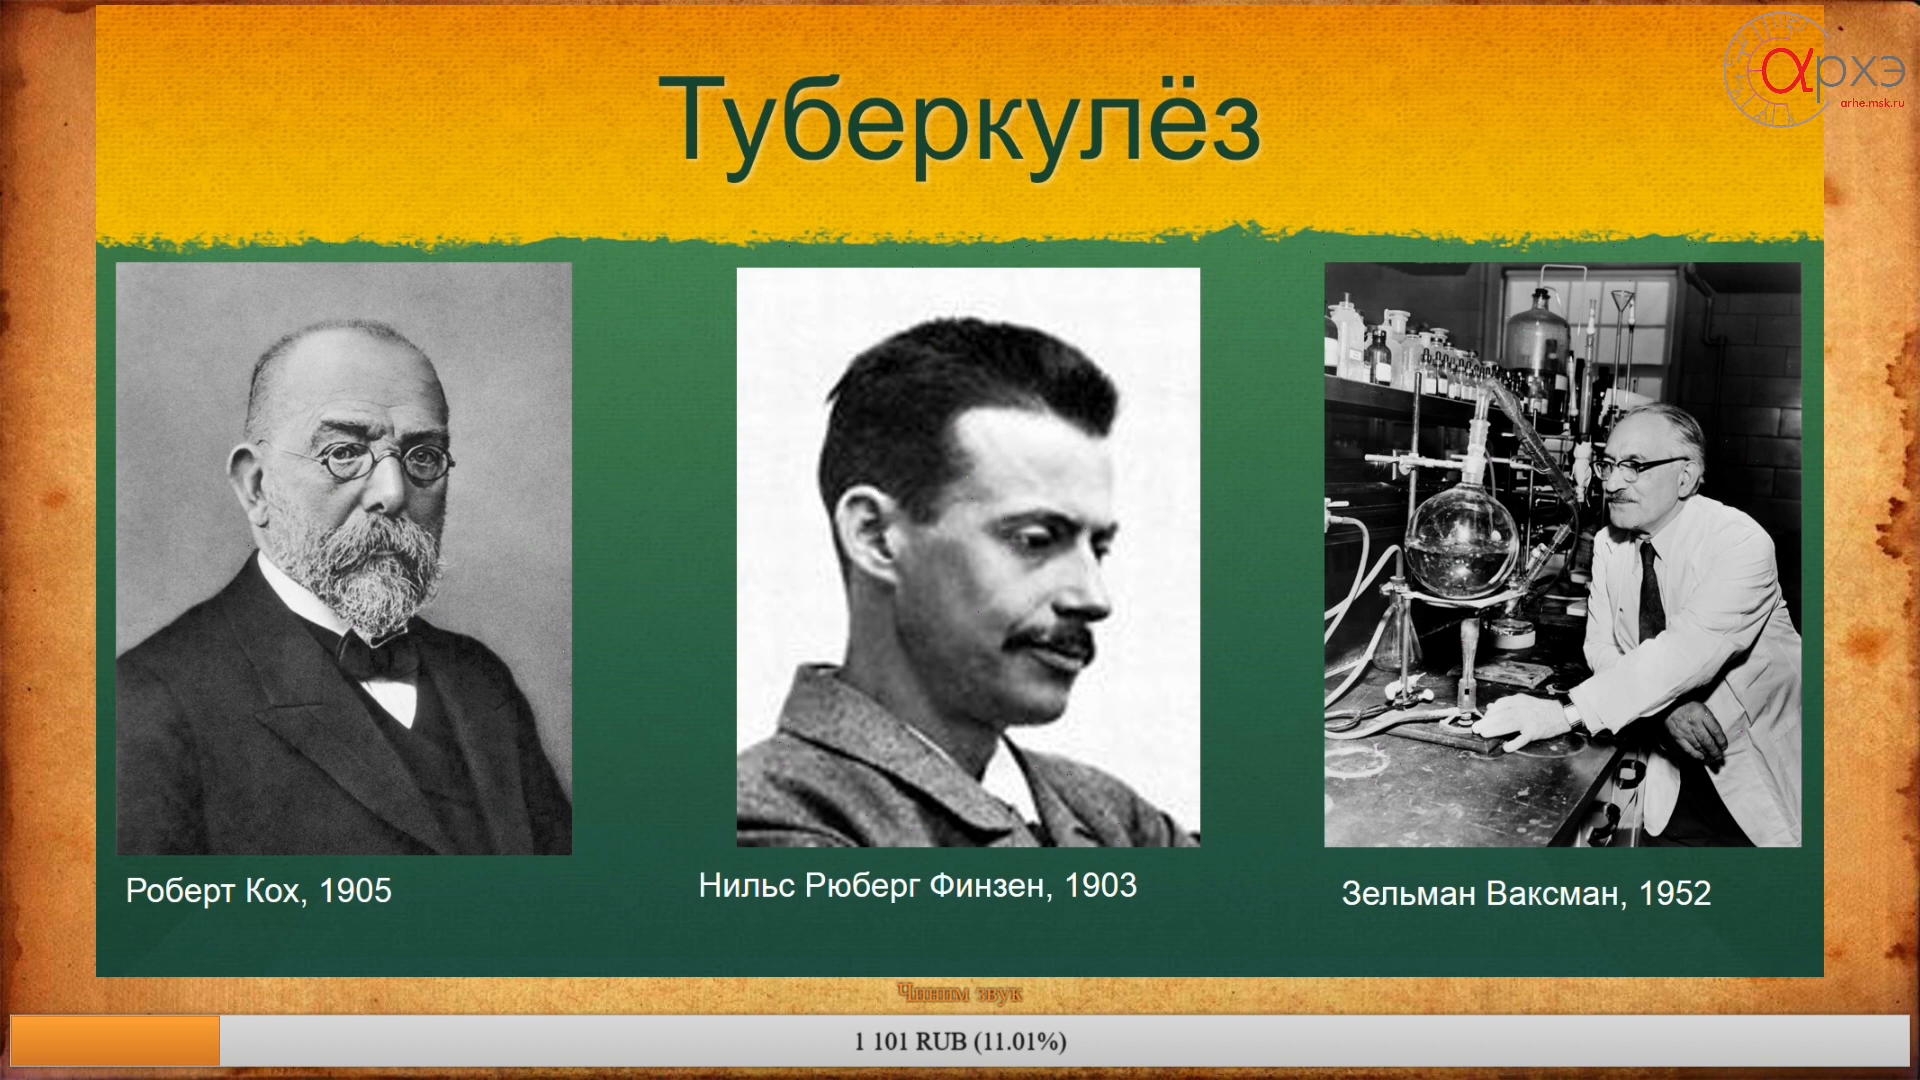 Туберкулёз
αрхэ
arhe.msk.ru
Роберт Кох, 1905
Нильс Рюберг Финзен, 1903
Зельман Ваксман, 1952
Чиним звук
1 101 RUB (11.01%)